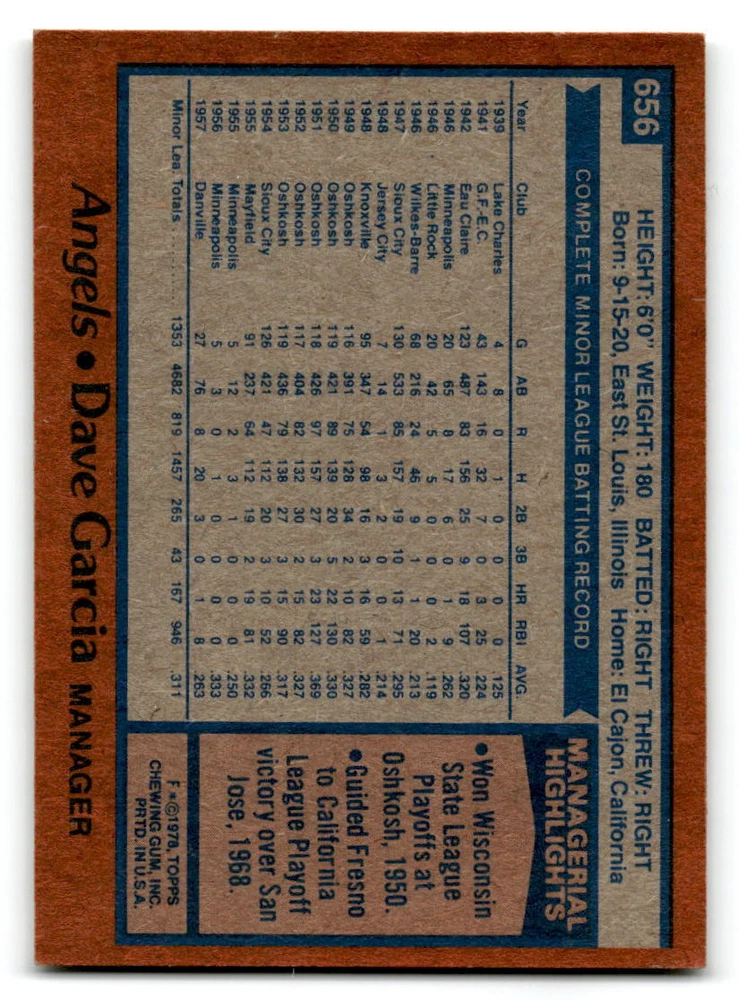 656
HEIGHT: 6'0" WEIGHT: 180 BATTED: RIGHT THREW: RIGHT
Born: 9-15-20, East St. Louis, Illinois Home: El Cajon, California
COMPLETE MINOR LEAGUE BATTING RECORD
Year Club G AB R H 2B 3B HR RBI AVG.
1939 Lake Charles 4 8 0 1 0 0 0 0 .125
1941 G.F.-E.C. 43 143 16 32 7 0 3 25 .224
1942 Eau Claire 123 487 83 156 25 9 18 107 .320
1946 Minneapolis 20 65 8 17 6 0 1 9 .262
1946 Little Rock 20 42 5 5 0 0 0 2 .119
1946 Wilkes-Barre 68 216 24 46 9 1 1 20 .213
1947 Sioux City 130 533 85 157 19 10 13 71 .295
1948 Jersey City 7 14 1 3 2 0 0 1 .214
1948 Knoxville 95 347 54 98 16 3 16 59 .282
1949 Oshkosh 116 391 75 128 34 2 10 82 .327
1950 Oshkosh 119 421 89 139 20 5 22 130 .330
1951 Oshkosh 118 426 97 157 27 3 23 127 .369
1952 Oshkosh 117 404 82 132 30 2 15 82 .327
1953 Oshkosh 119 436 79 138 27 3 15 90 .317
1954 Sioux City 126 421 47 112 20 3 10 52 .266
1955 Mayfield 91 237 64 112 19 2 19 81 .332
1955 Minneapolis 5 12 2 3 1 0 0 0 .250
1956 Minneapolis 5 3 1 1 0 0 0 0 .333
1957 Danville 27 76 8 20 3 0 1 8 .263
Minor Lea. Totals .......... 1353 4682 819 1457 265 43 167 946 .311
MANAGERIAL
HIGHLIGHTS
•Won Wisconsin
State League
Playoffs at
Oshkosh, 1950.
•Guided Fresno
to California
League Playoff
victory over San
Jose, 1968.
F *©1978, TOPPS
CHEWING GUM, INC.
PRTD. IN U.S.A.
Angels • Dave Garcia MANAGER